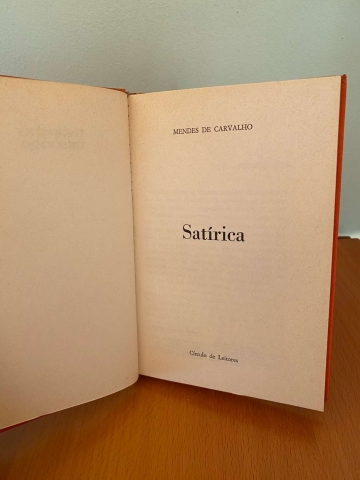 MENDES DE CARVALHO
Satírica
Círculo de Leitores